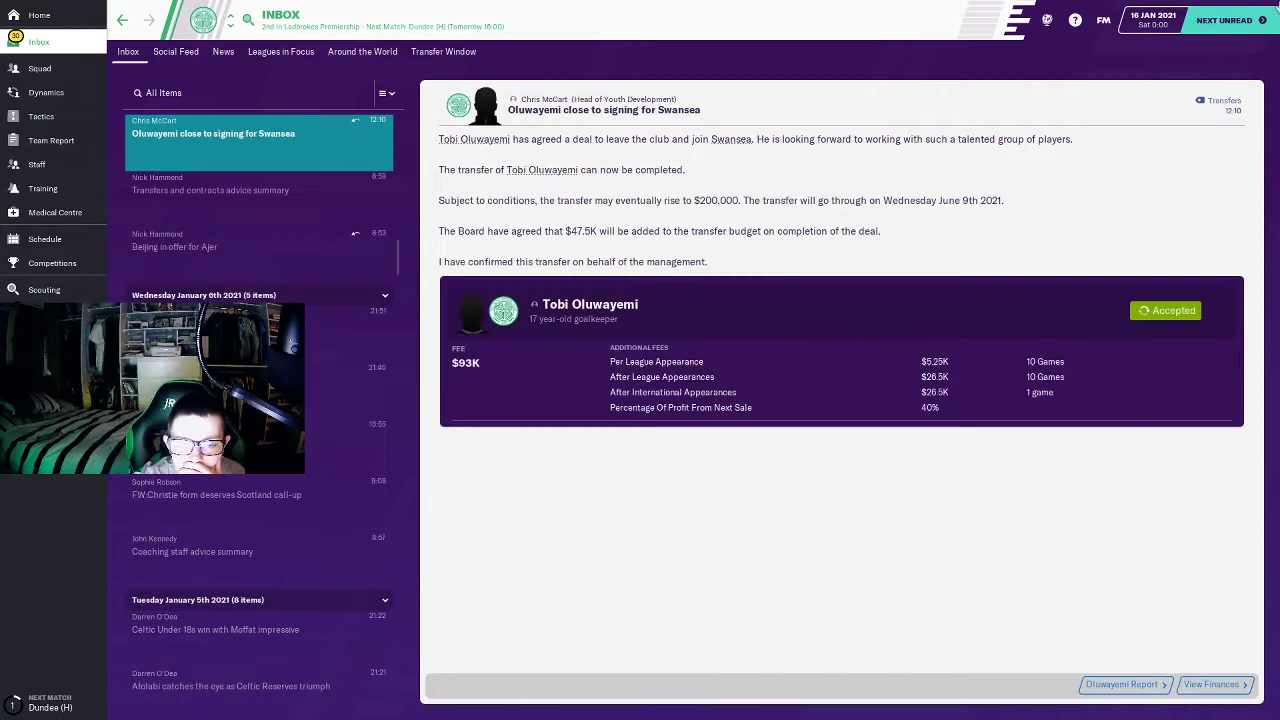 INBOX
2nd in Ladbrokes Premiership - Next Match: Dundee (H) (Tomorrow 16:00)
FM
16 JAN 2021
Sat 9:00
NEXT UNREAD
Home
30
Inbox
Squad
Dynamics
Tactics
Team Report
Staff
Training
Medical Centre
Schedule
Competitions
Scouting
NEXT MATCH
Dundee (H)
Inbox
Social Feed
News
Leagues in Focus
Around the World
Transfer Window
All Items
Chris McCart
12:10
Oluwayemi close to signing for Swansea
Nick Hammond
8:59
Transfers and contracts advice summary
Nick Hammond
8:53
Beijing in offer for Ajer
Wednesday January 6th 2021 (5 items)
21:51
21:40
13:55
Sophie Robson
9:08
FW:Christie form deserves Scotland call-up
John Kennedy
8:57
Coaching staff advice summary
Tuesday January 5th 2021 (8 items)
Darren O'Dea
21:22
Celtic Under 18s win with Moffat impressive
Darren O'Dea
21:21
Afolabi catches the eye as Celtic Reserves triumph
Chris McCart (Head of Youth Development)
Oluwayemi close to signing for Swansea
Transfers
12:10
Tobi Oluwayemi has agreed a deal to leave the club and join Swansea. He is looking forward to working with such a talented group of players.
The transfer of Tobi Oluwayemi can now be completed.
Subject to conditions, the transfer may eventually rise to $200,000. The transfer will go through on Wednesday June 9th 2021.
The Board have agreed that $47.5K will be added to the transfer budget on completion of the deal.
I have confirmed this transfer on behalf of the management.
Tobi Oluwayemi
17 year-old goalkeeper
Accepted
FEE
$93K
ADDITIONAL FEES
Per League Appearance $5.25K 10 Games
After League Appearances $26.5K 10 Games
After International Appearances $26.5K 1 game
Percentage Of Profit From Next Sale 40%
Oluwayemi Report
View Finances